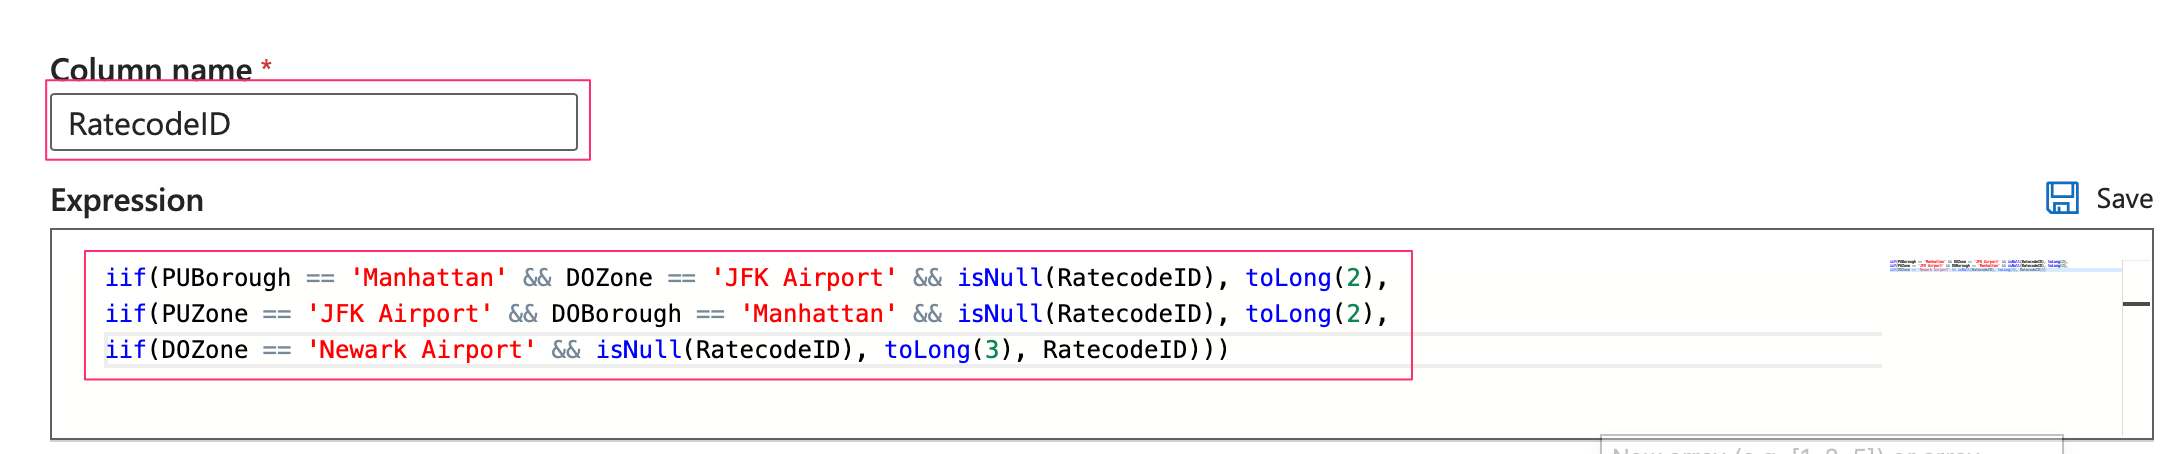 Column name *
RatecodeID
Expression
Save
iif(PUBorough == 'Manhattan' && DOZone == 'JFK Airport' && isNull(RatecodeID), toLong(2),
iif(PUZone == 'JFK Airport' && DOBorough == 'Manhattan' && isNull(RatecodeID), toLong(2),
iif(DOZone == 'Newark Airport' && isNull(RatecodeID), toLong(3), RatecodeID)))